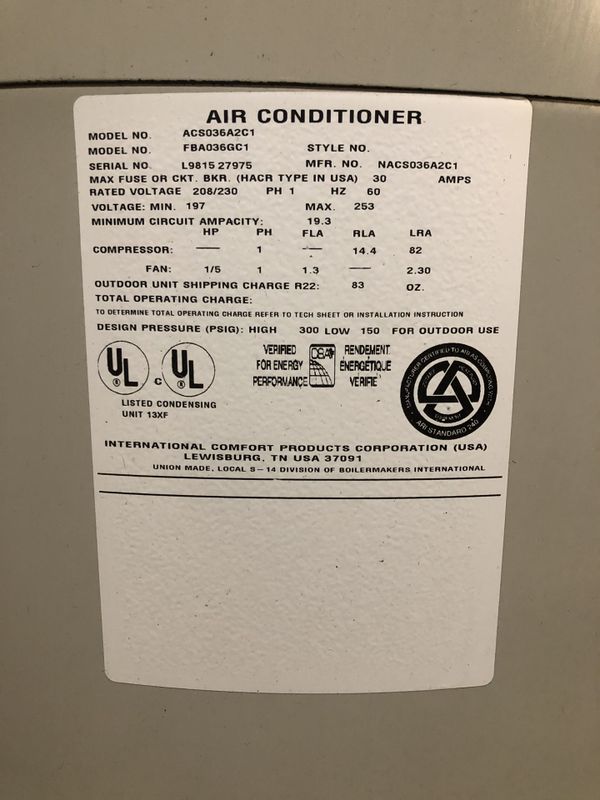 AIR CONDITIONER
MODEL NO. ACS036A2C1
MODEL NO. FBA036GC1 STYLE NO.
SERIAL NO. L9815 27975 MFR. NO. NACS036A2C1
MAX FUSE OR CKT. BKR. (HACR TYPE IN USA) 30 AMPS
RATED VOLTAGE 208/230 PH 1 HZ 60
VOLTAGE: MIN. 197 MAX. 253
MINIMUM CIRCUIT AMPACITY: 19.3
HP PH FLA RLA LRA
COMPRESSOR: — 1 — 14.4 82
FAN: 1/5 1 1.3 — 2.30
OUTDOOR UNIT SHIPPING CHARGE R22: 83 OZ.
TOTAL OPERATING CHARGE:
TO DETERMINE TOTAL OPERATING CHARGE REFER TO TECH SHEET OR INSTALLATION INSTRUCTION
DESIGN PRESSURE (PSIG): HIGH 300 LOW 150 FOR OUTDOOR USE
UL ® C UL ®
LISTED CONDENSING
UNIT 13XF
VERIFIED
FOR ENERGY
PERFORMANCE
RENDEMENT
ÉNERGÉTIQUE
VÉRIFIÉ
ARI STANDARD 240
INTERNATIONAL COMFORT PRODUCTS CORPORATION (USA)
LEWISBURG, TN USA 37091
UNION MADE, LOCAL S-14 DIVISION OF BOILERMAKERS INTERNATIONAL